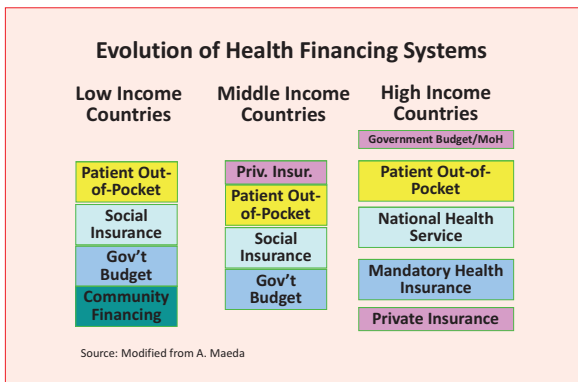 Evolution of Health Financing Systems
Low Income
Countries
Patient Out-
of-Pocket
Social
Insurance
Gov't
Budget
Community
Financing
Middle Income
Countries
Priv. Insur.
Patient Out-
of-Pocket
Social
Insurance
Gov't
Budget
High Income
Countries
Government Budget/MoH
Patient Out-of-
Pocket
National Health
Service
Mandatory Health
Insurance
Private Insurance
Source: Modified from A. Maeda